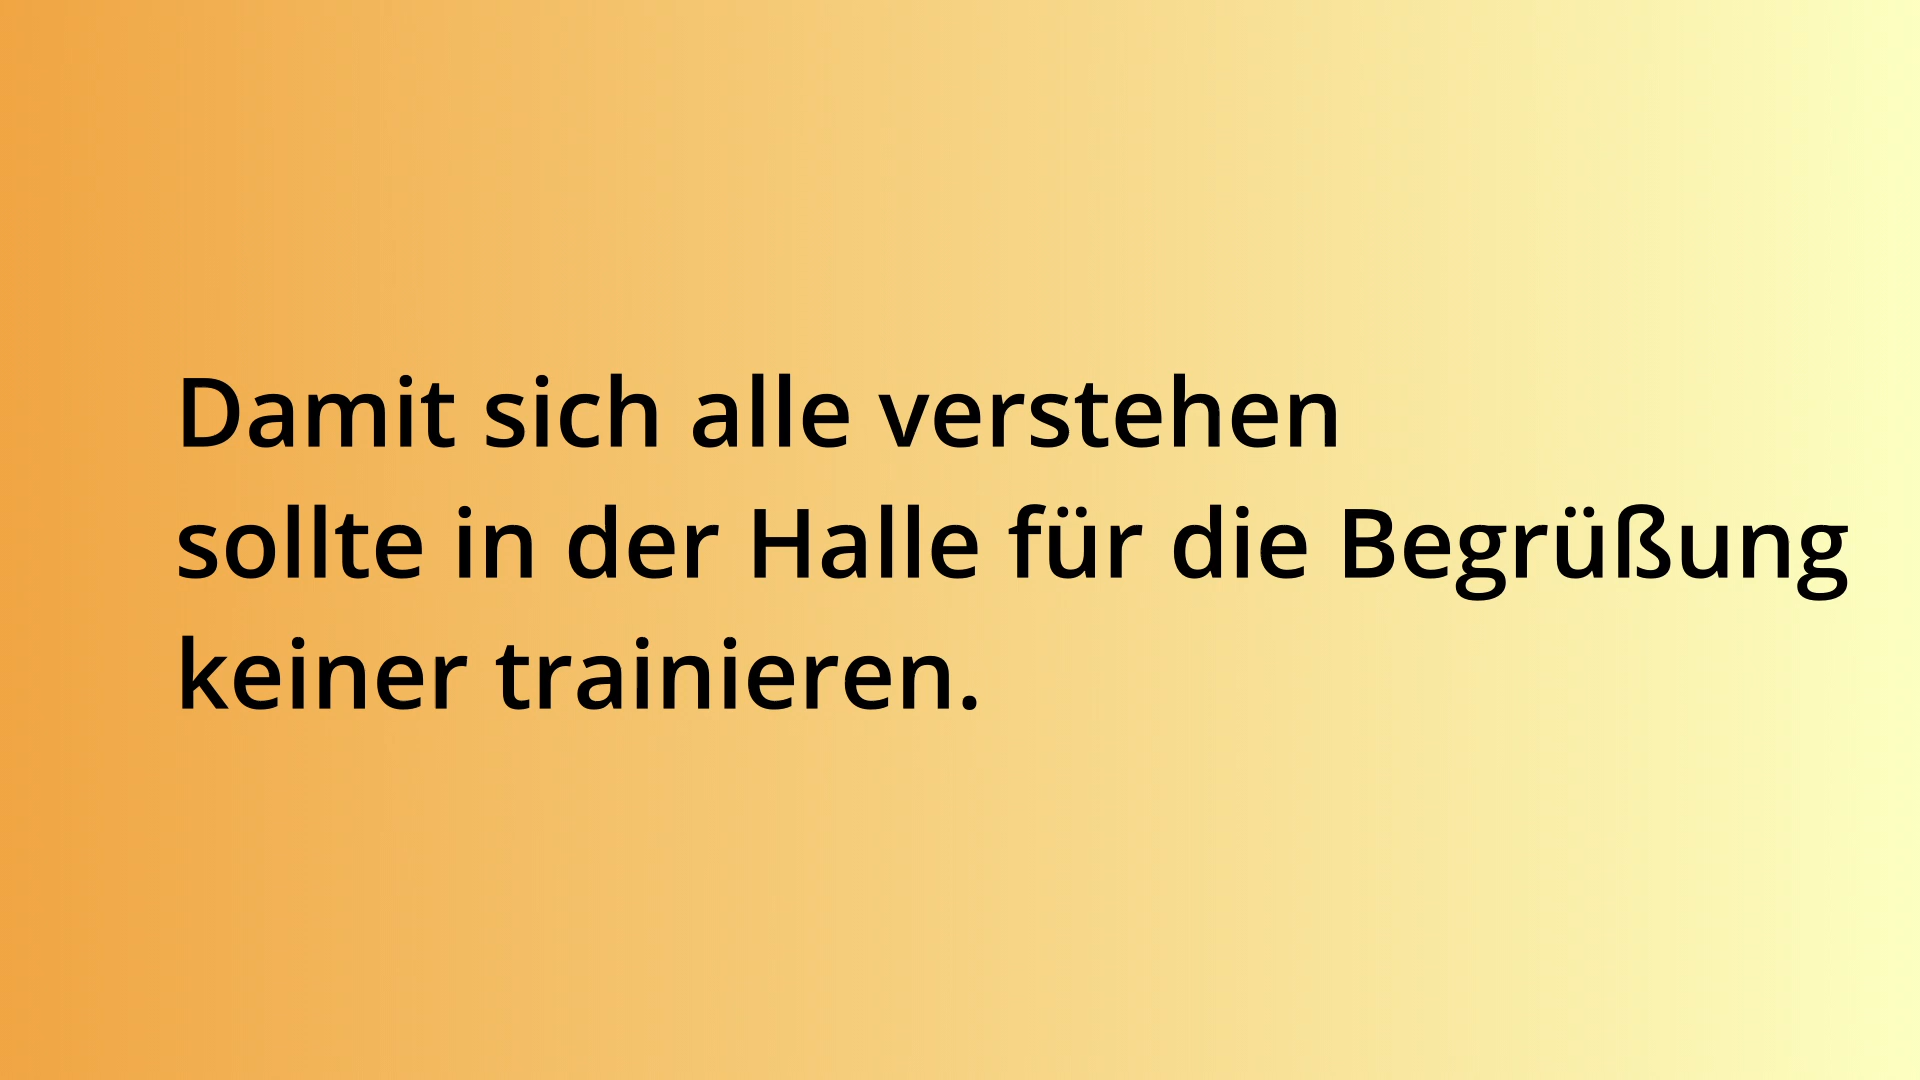 Damit sich alle verstehen
sollte in der Halle für die Begrüßung
keiner trainieren.